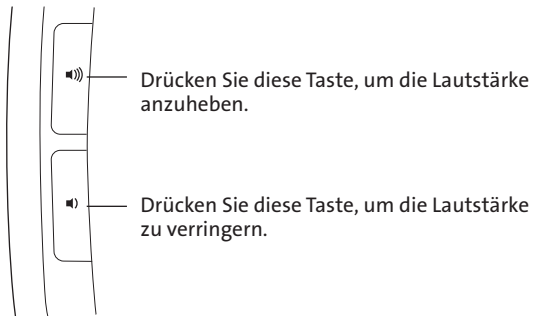 Drücken Sie diese Taste, um die Lautstärke
anzuheben.
Drücken Sie diese Taste, um die Lautstärke
zu verringern.